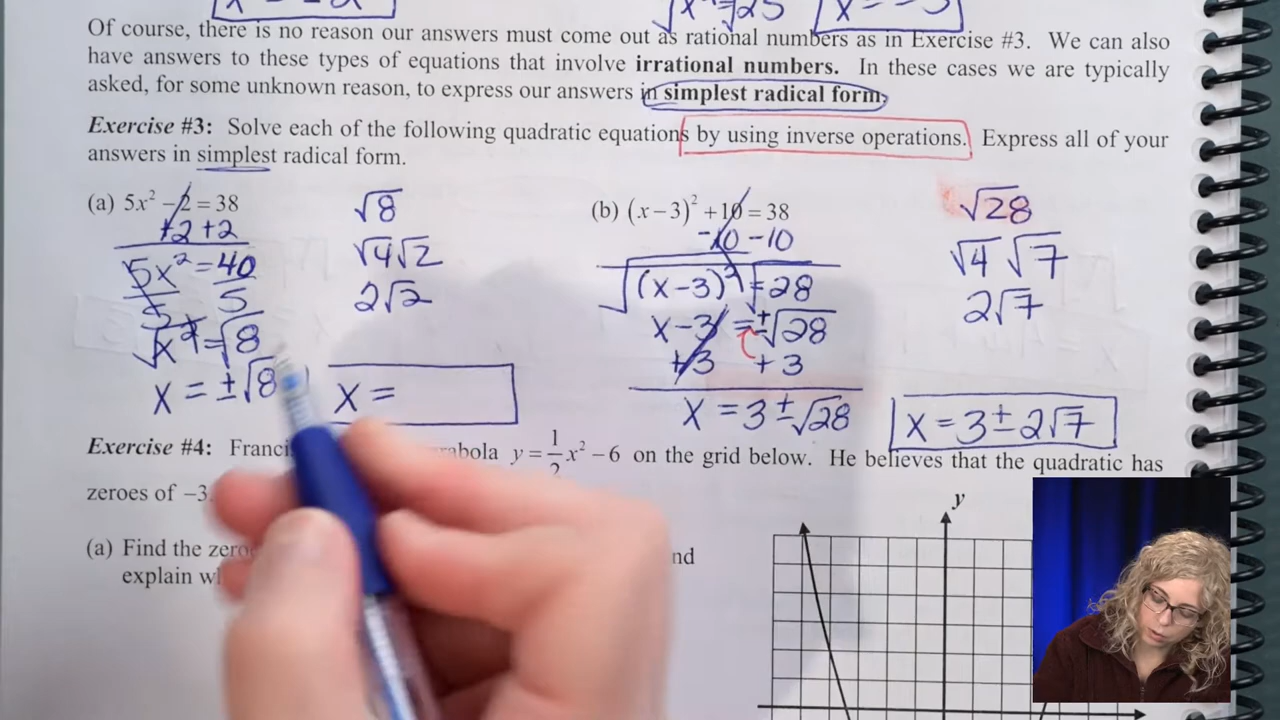 Of course, there is no reason our answers must come out as rational numbers as in Exercise #3. We can also
have answers to these types of equations that involve irrational numbers. In these cases we are typically
asked, for some unknown reason, to express our answers in simplest radical form.
Exercise #3: Solve each of the following quadratic equations by using inverse operations. Express all of your
answers in simplest radical form.
(a) 5x² − 2 = 38
+2 +2
5x² = 40
5 5
√x² = √8
x = ±√8
√8
√4√2
2√2
x =
(b) (x − 3)² + 10 = 38
-10 -10
√(x-3)² = √28
x-3 = ±√28
+3 +3
x = 3 ± √28
√28
√4 √7
2√7
x = 3 ± 2√7
Exercise #4: y = 1/2 x² − 6 on the grid below. He believes that the quadratic has
zeroes of −3
y
(a) Find the
explain